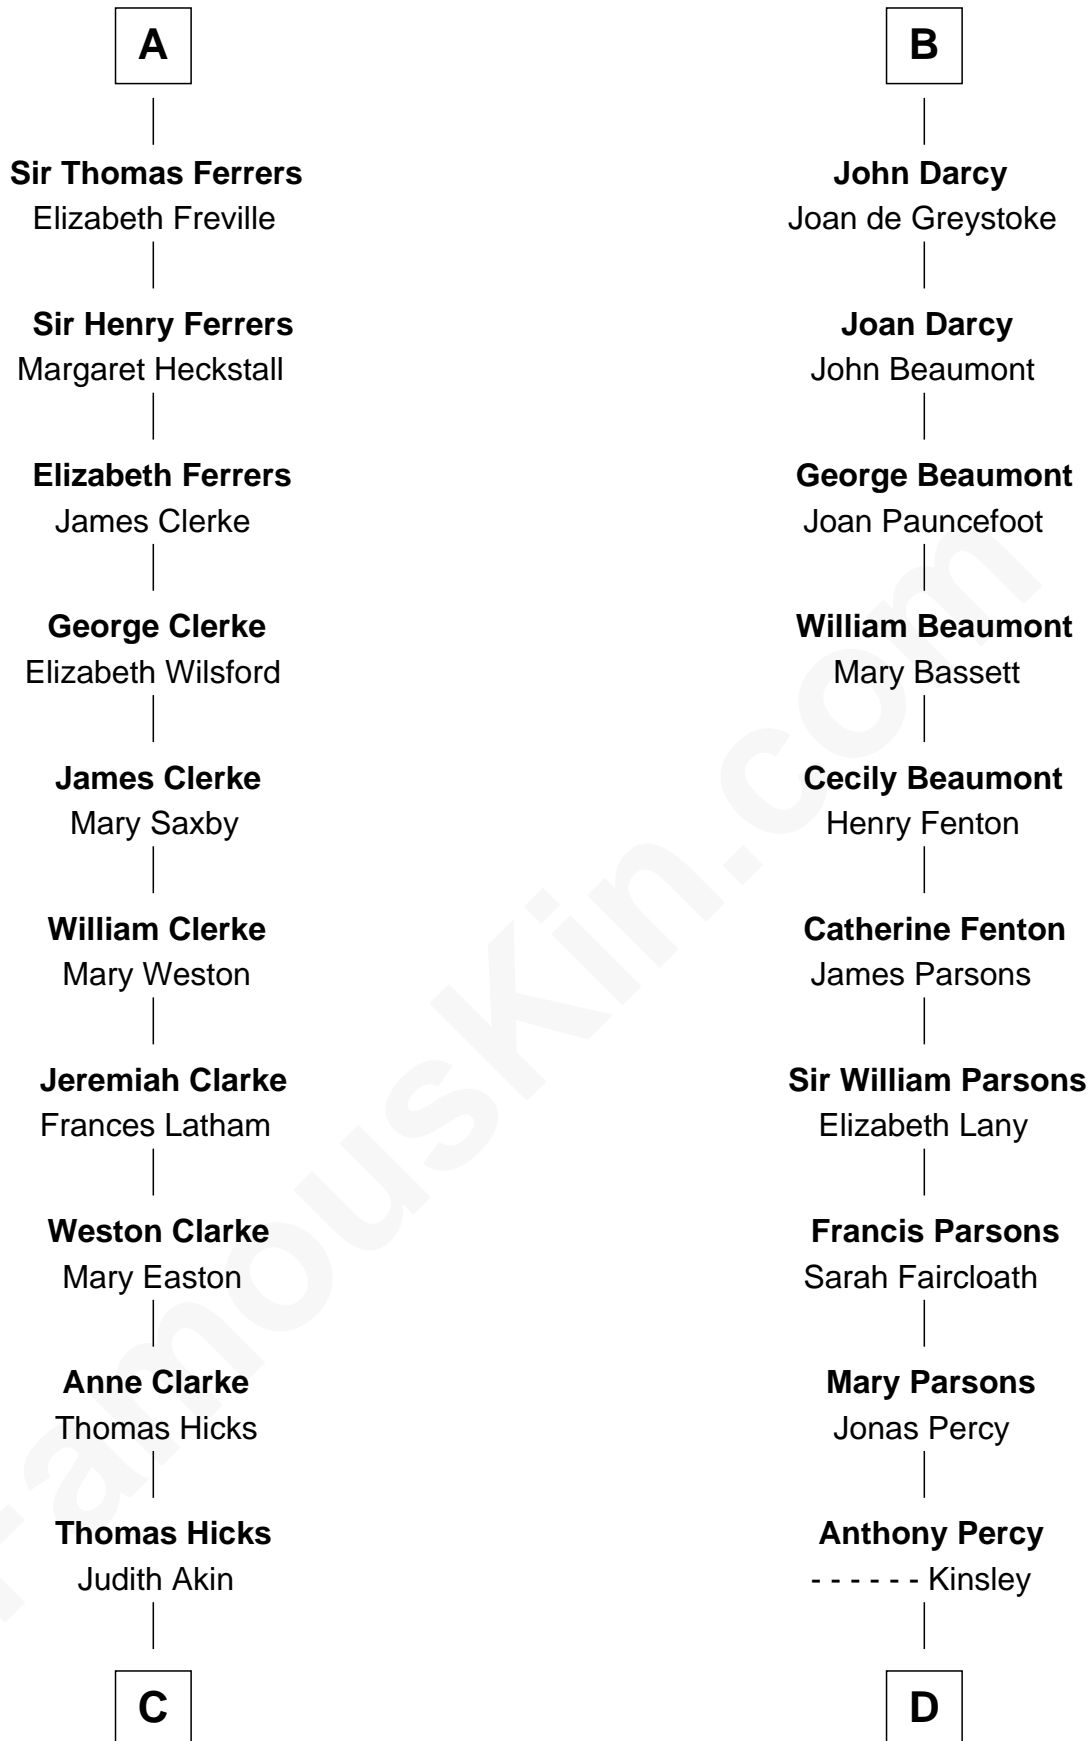 A
Sir Thomas Ferrers
Elizabeth Freville
Sir Henry Ferrers
Margaret Heckstall
Elizabeth Ferrers
James Clerke
George Clerke
Elizabeth Wilsford
James Clerke
Mary Saxby
William Clerke
Mary Weston
Jeremiah Clarke
Frances Latham
Weston Clarke
Mary Easton
Anne Clarke
Thomas Hicks
Thomas Hicks
Judith Akin
C
B
John Darcy
Joan de Greystoke
Joan Darcy
John Beaumont
George Beaumont
Joan Pauncefoot
William Beaumont
Mary Bassett
Cecily Beaumont
Henry Fenton
Catherine Fenton
James Parsons
Sir William Parsons
Elizabeth Lany
Francis Parsons
Sarah Faircloath
Mary Parsons
Jonas Percy
Anthony Percy
- - - - - - Kinsley
D
FamousKin.com